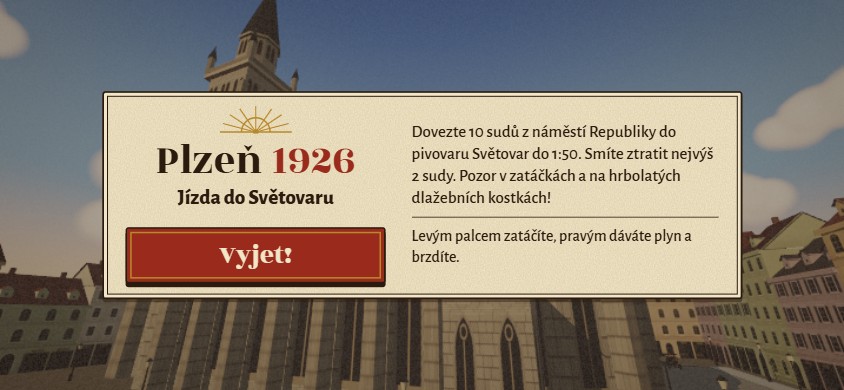 Plzeň 1926
Jízda do Světovaru
Vyjet!
Dovezte 10 sudů z náměstí Republiky do
pivovaru Světovar do 1:50. Smíte ztratit nejvýš
2 sudy. Pozor v zatáčkách a na hrbolatých
dlažebních kostkách!
Levým palcem zatáčíte, pravým dáváte plyn a
brzdíte.